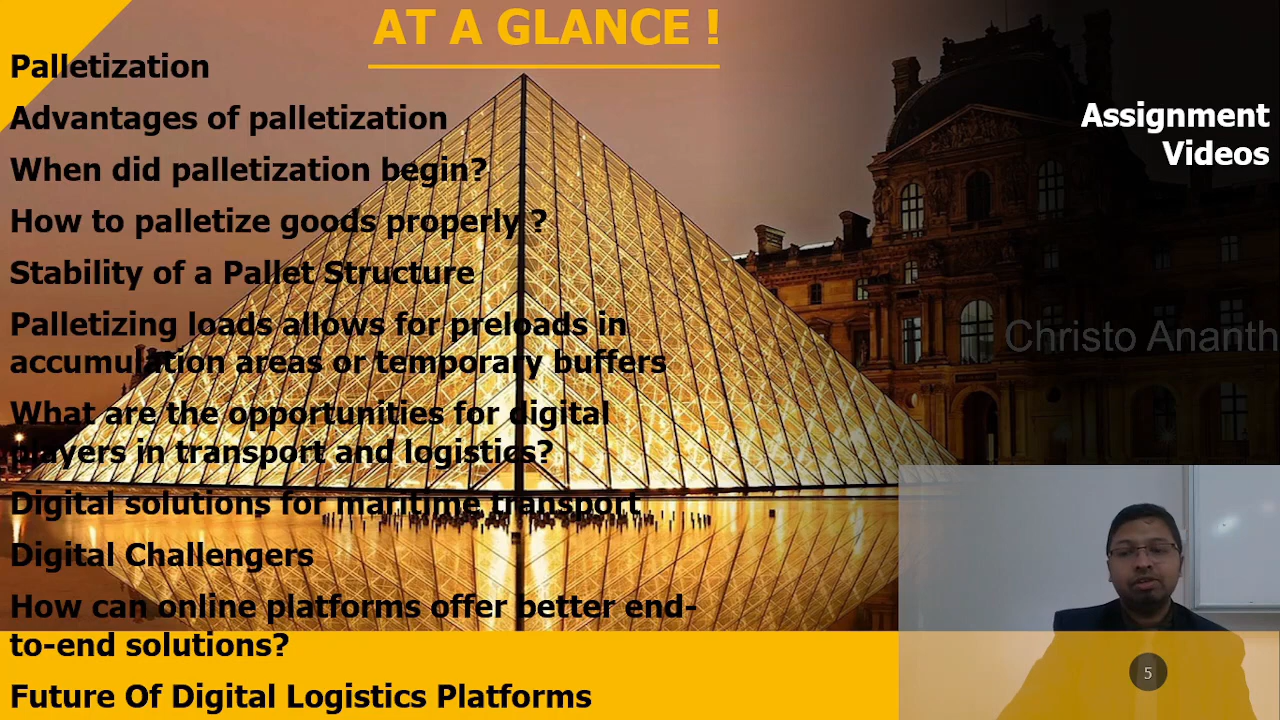 AT A GLANCE !
Palletization
Advantages of palletization
When did palletization begin?
How to palletize goods properly ?
Stability of a Pallet Structure
Palletizing loads allows for preloads in
accumulation areas or temporary buffers
What are the opportunities for digital
players in transport and logistics?
Digital solutions for maritime transport
Digital Challengers
How can online platforms offer better end-
to-end solutions?
Future Of Digital Logistics Platforms
Assignment
Videos
Christo Ananth
5